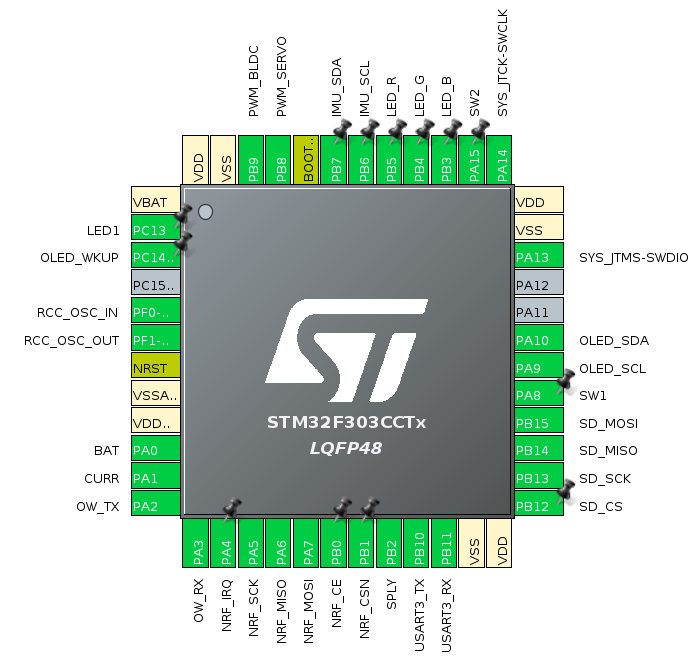 PWM_BLDC
PWM_SERVO
IMU_SDA
IMU_SCL
LED_R
LED_G
LED_B
SW2
SYS_JTCK-SWCLK
VDD
VSS
PB9
PB8
BOOT..
PB7
PB6
PB5
PB4
PB3
PA15
PA14
VBAT
LED1 PC13
OLED_WKUP PC14..
PC15..
RCC_OSC_IN PF0-..
RCC_OSC_OUT PF1-..
NRST
VSSA..
VDD..
BAT PA0
CURR PA1
OW_TX PA2
ST
STM32F303CCTx
LQFP48
VDD
VSS
PA13 SYS_JTMS-SWDIO
PA12
PA11
PA10 OLED_SDA
PA9 OLED_SCL
PA8 SW1
PB15 SD_MOSI
PB14 SD_MISO
PB13 SD_SCK
PB12 SD_CS
PA3
PA4
PA5
PA6
PA7
PB0
PB1
PB2
PB10
PB11
VSS
VDD
OW_RX
NRF_IRQ
NRF_SCK
NRF_MISO
NRF_MOSI
NRF_CE
NRF_CSN
SPLY
USART3_TX
USART3_RX